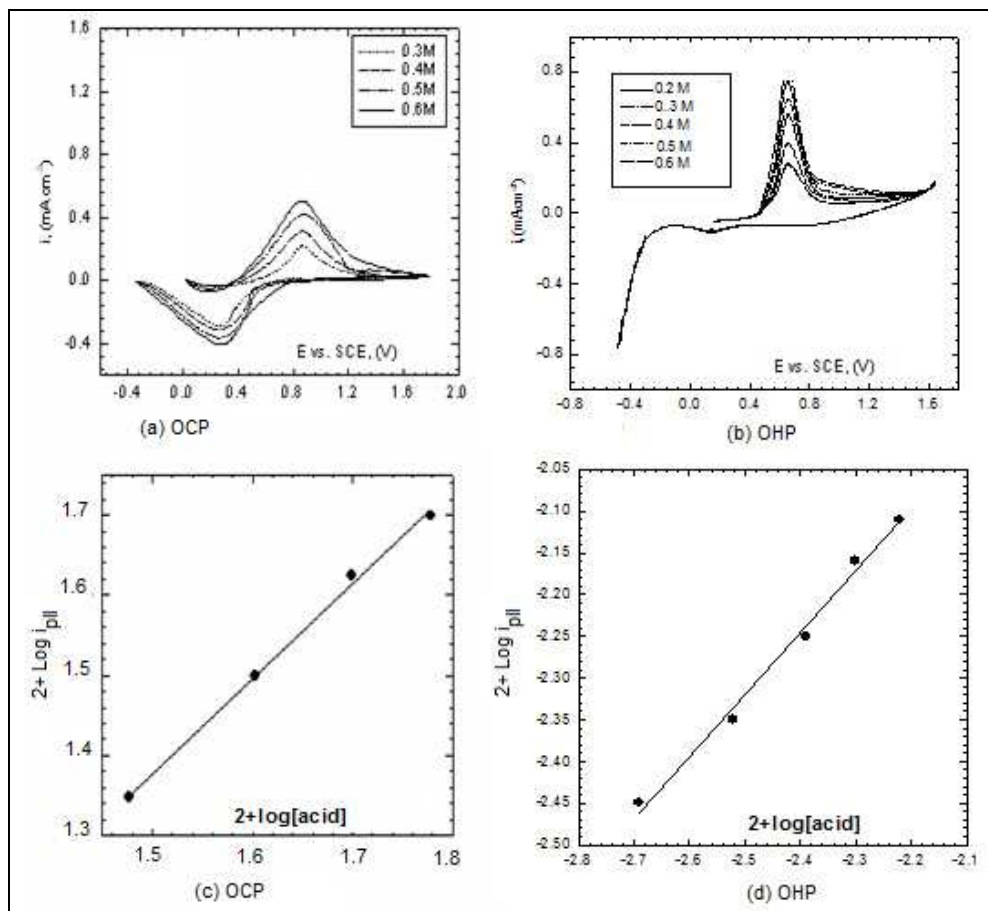 1.6
1.2
0.8
0.4
0.0
-0.4
i, (mA cm⁻²)
0.3M
0.4M
0.5M
0.6M
E vs. SCE, (V)
-0.4 0.0 0.4 0.8 1.2 1.6 2.0
(a) OCP
0.8
0.4
0.0
-0.4
-0.8
i, (mAcm⁻²)
0.2 M
0.3 M
0.4 M
0.5 M
0.6 M
E vs. SCE, (V)
-0.8 -0.4 0.0 0.4 0.8 1.2 1.6
(b) OHP
1.7
1.6
1.5
1.4
1.3
2+ Log i pII
2+log[acid]
1.5 1.6 1.7 1.8
(c) OCP
-2.05
-2.10
-2.15
-2.20
-2.25
-2.30
-2.35
-2.40
-2.45
-2.50
2+ Log i pII
2+log[acid]
-2.8 -2.7 -2.6 -2.5 -2.4 -2.3 -2.2 -2.1
(d) OHP